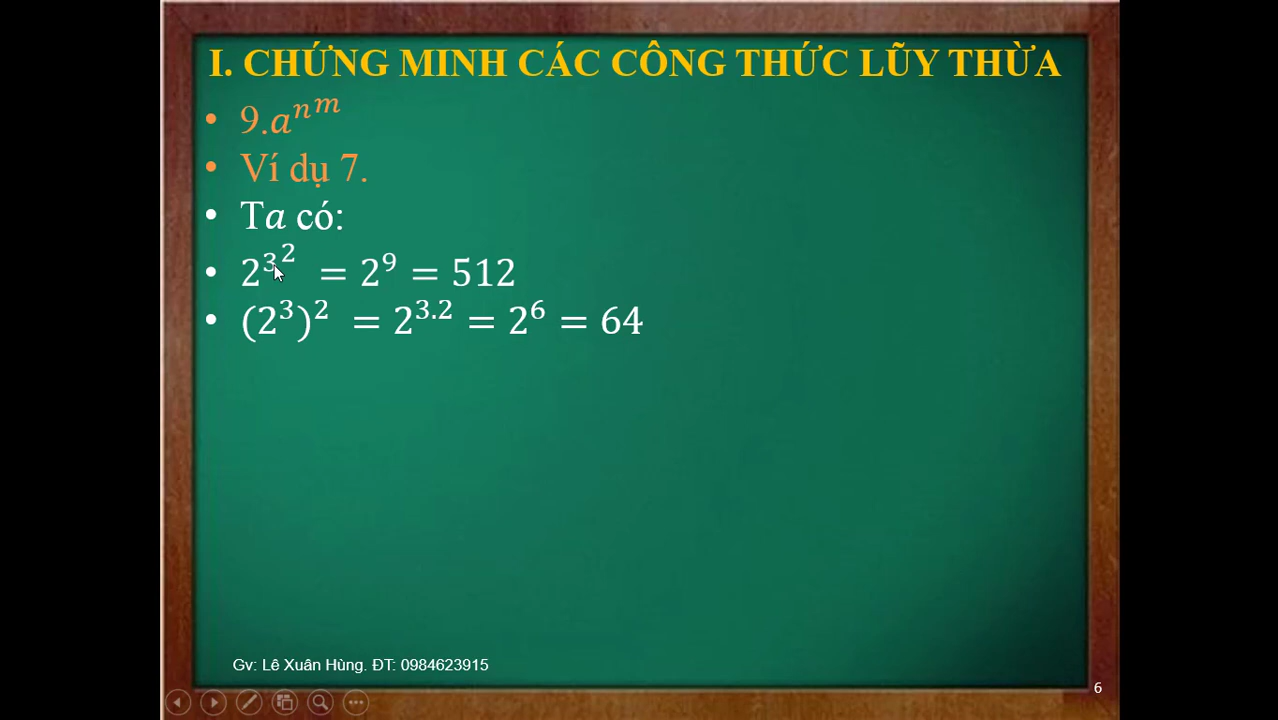 I. CHỨNG MINH CÁC CÔNG THỨC LŨY THỪA
• 9.𝑎^{𝑛^𝑚}
• Ví dụ 7.
• T𝑎 có:
• 2^{3^2} = 2^9 = 512
• (2^3)^2 = 2^{3.2} = 2^6 = 64
Gv: Lê Xuân Hùng. ĐT: 0984623915
6